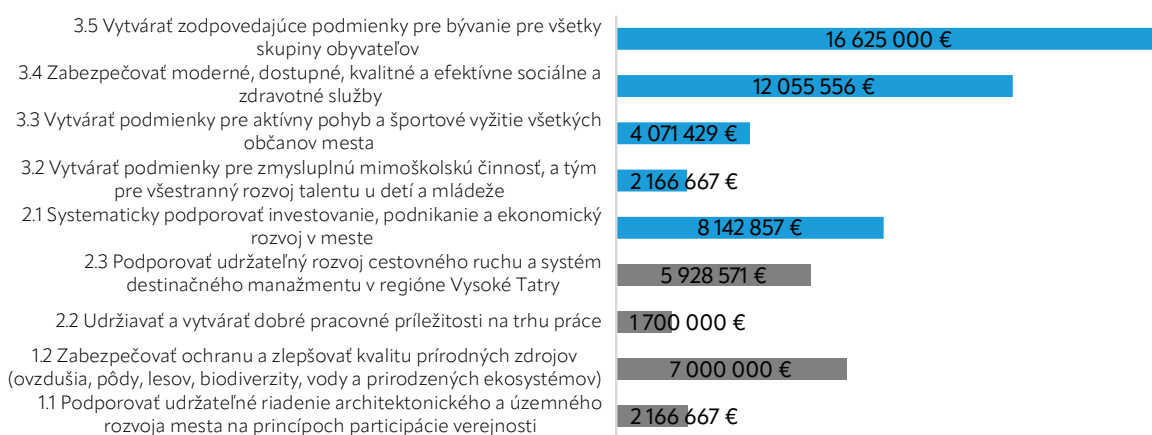 3.5 Vytvárať zodpovedajúce podmienky pre bývanie pre všetky
skupiny obyvateľov
16 625 000 €
3.4 Zabezpečovať moderné, dostupné, kvalitné a efektívne sociálne a
zdravotné služby
12 055 556 €
3.3 Vytvárať podmienky pre aktívny pohyb a športové vyžitie všetkých
občanov mesta
4 071 429 €
3.2 Vytvárať podmienky pre zmysluplnú mimoškolskú činnosť, a tým
pre všestranný rozvoj talentu u detí a mládeže
2 166 667 €
2.1 Systematicky podporovať investovanie, podnikanie a ekonomický
rozvoj v meste
8 142 857 €
2.3 Podporovať udržateľný rozvoj cestovného ruchu a systém
destinačného manažmentu v regióne Vysoké Tatry
5 928 571 €
2.2 Udržiavať a vytvárať dobré pracovné príležitosti na trhu práce
1 700 000 €
1.2 Zabezpečovať ochranu a zlepšovať kvalitu prírodných zdrojov
(ovzdušia, pôdy, lesov, biodiverzity, vody a prirodzených ekosystémov)
7 000 000 €
1.1 Podporovať udržateľné riadenie architektonického a územného
rozvoja mesta na princípoch participácie verejnosti
2 166 667 €